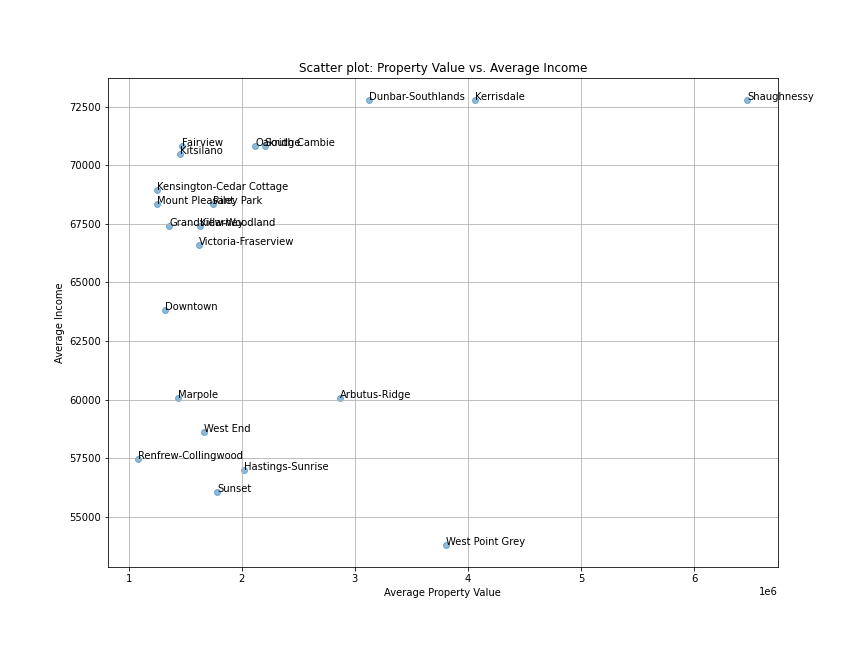 Scatter plot: Property Value vs. Average Income
72500
Dunbar-Southlands
Kerrisdale
Shaughnessy
Fairview
Oakridge
South Cambie
Kitsilano
70000
Kensington-Cedar Cottage
Mount Pleasant
Riley Park
67500
Grandview-Woodland
Killarney
Victoria-Fraserview
65000
Downtown
62500
Average Income
60000
Marpole
Arbutus-Ridge
West End
57500
Renfrew-Collingwood
Hastings-Sunrise
Sunset
55000
West Point Grey
1 2 3 4 5 6
1e6
Average Property Value